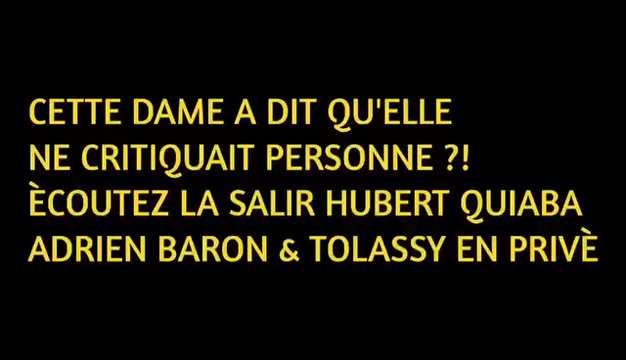 CETTE DAME A DIT QU'ELLE
NE CRITIQUAIT PERSONNE ?!
ÈCOUTEZ LA SALIR HUBERT QUIABA
ADRIEN BARON & TOLASSY EN PRIVÈ